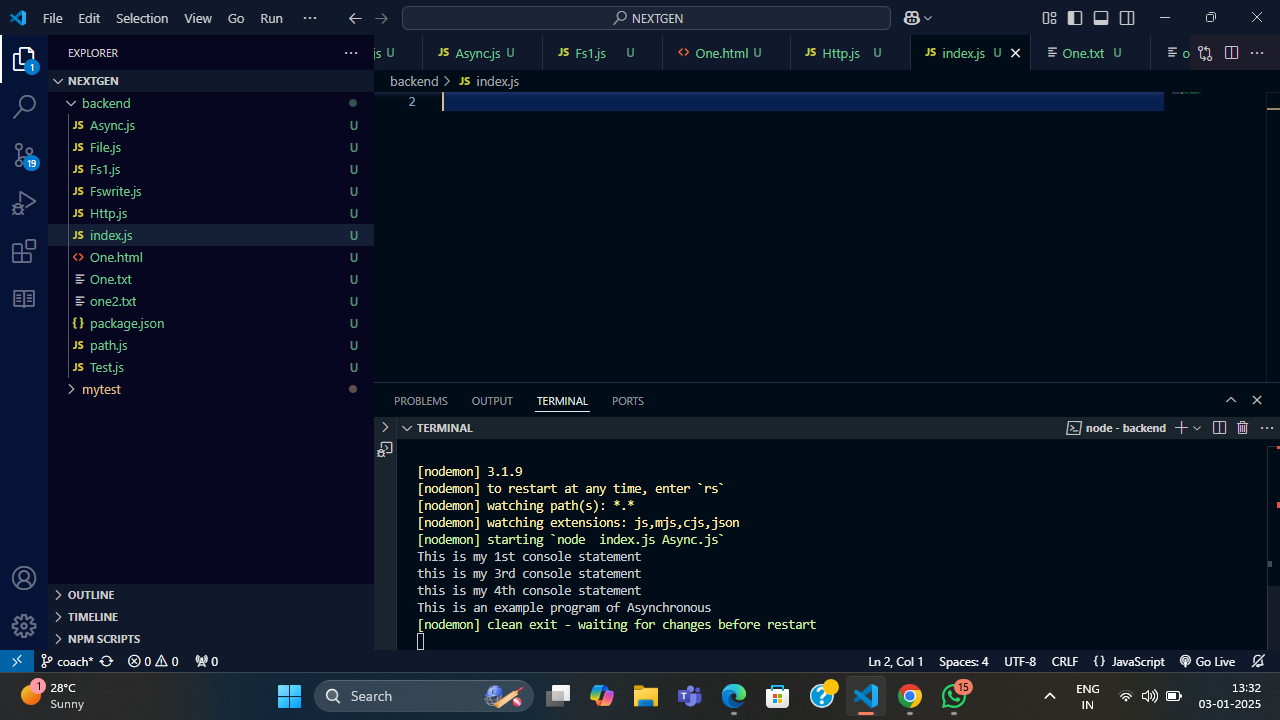 File Edit Selection View Go Run ··· NEXTGEN
EXPLORER ···
.js U JS Async.js U JS Fs1.js U <> One.html U JS Http.js U JS index.js U One.txt U o ···
NEXTGEN
backend > JS index.js
2
backend
JS Async.js U
JS File.js U
JS Fs1.js U
JS Fswrite.js U
JS Http.js U
JS index.js U
<> One.html U
One.txt U
one2.txt U
{} package.json U
JS path.js U
JS Test.js U
mytest
PROBLEMS OUTPUT TERMINAL PORTS
TERMINAL node - backend ···
[nodemon] 3.1.9
[nodemon] to restart at any time, enter `rs`
[nodemon] watching path(s): *.*
[nodemon] watching extensions: js,mjs,cjs,json
[nodemon] starting `node  index.js Async.js`
This is my 1st console statement
this is my 3rd console statement
this is my 4th console statement
This is an example program of Asynchronous
[nodemon] clean exit - waiting for changes before restart
OUTLINE
TIMELINE
NPM SCRIPTS
1
19
coach* 0 0 0 Ln 2, Col 1 Spaces: 4 UTF-8 CRLF {} JavaScript Go Live
1 28°C
Sunny
Search
15
ENG
IN
13:32
03-01-2025